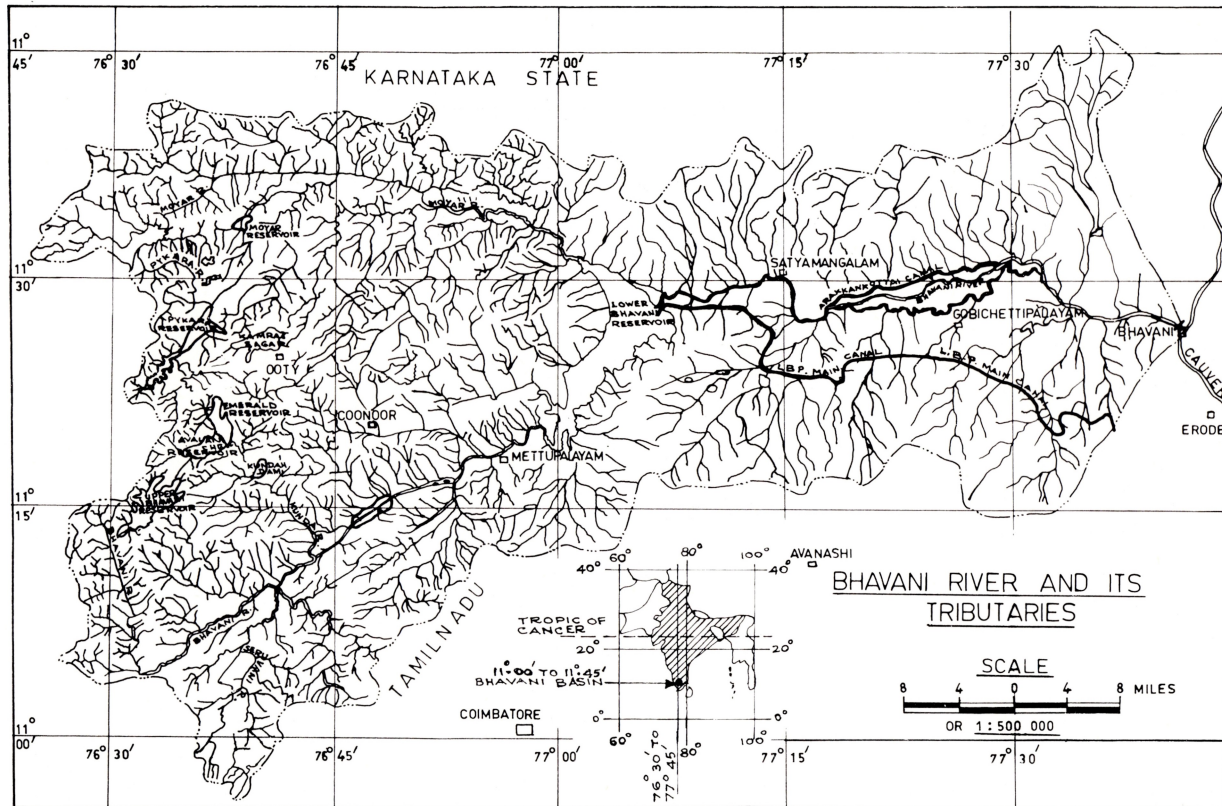 11°
45'
76° 30'
76° 45'
77° 00'
77° 15'
77° 30'
KARNATAKA STATE
MOYAR R.
MOYAR R.
MOYAR
RESERVOIR
PYKARA R.
11°
30'
SATYAMANGALAM
ARAKKANKOTTAI CANAL
BHAVANI RIVER
LOWER
BHAVANI
RESERVOIR
GOBICHETTIPALAYAM
PYKARA
RESERVOIR
KAMRAJ
SAGAR
OOTY
BHAVANI
CAUVE
L.B.P. MAIN CANAL
L.B.P. MAIN CANAL
EMERALD
RESERVOIR
COONOOR
ERODE
RESERVOIR
METTUPALAYAM
KUNDAH
DAM
UPPER
BHAVANI
RESERVOIR
11°
15'
KUNDA R.
BHAVANI R.
BHAVANI R.
SIRU
VANI R.
TAMILNADU
60°
80°
100°
40°
40°
AVANASHI
BHAVANI RIVER AND ITS
TRIBUTARIES
TROPIC OF
CANCER
20°
20°
11°00' TO 11°45'
BHAVANI BASIN
0°
0°
60°
80°
100°
76° 30' TO
77° 45'
SCALE
8 4 0 4 8 MILES
OR 1:500 000
COIMBATORE
11°
00'
76° 30'
76° 45'
77° 00'
77° 15'
77° 30'